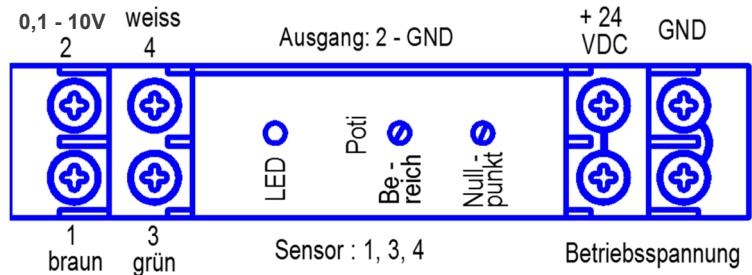 0,1 - 10V
2
weiss
4
Ausgang: 2 - GND
+ 24
VDC
GND
LED
Poti
Be -
reich
Null -
punkt
1
braun
3
grün
Sensor : 1, 3, 4
Betriebsspannung